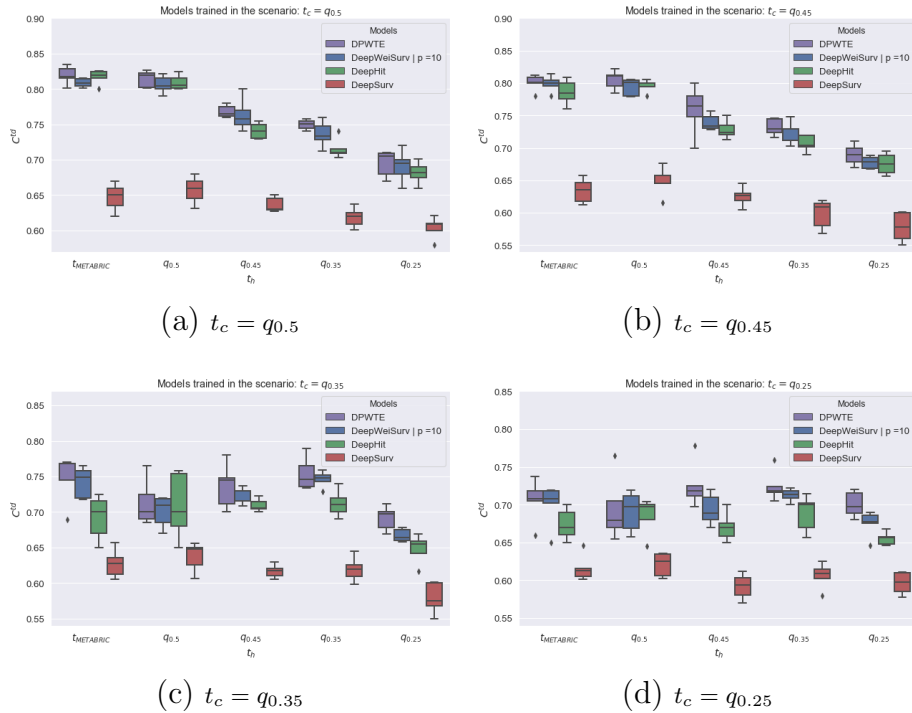 Models trained in the scenario: t_c = q_0.5
Models
DPWTE
DeepWeiSurv | p =10
DeepHit
DeepSurv
0.90
0.85
0.80
0.75
0.70
0.65
0.60
C^td
t_METABRIC q_0.5 q_0.45 q_0.35 q_0.25
t_h
(a) t_c = q_0.5
Models trained in the scenario: t_c = q_0.45
Models
DPWTE
DeepWeiSurv | p =10
DeepHit
DeepSurv
0.90
0.85
0.80
0.75
0.70
0.65
0.60
0.55
C^td
t_METABRIC q_0.5 q_0.45 q_0.35 q_0.25
t_h
(b) t_c = q_0.45
Models trained in the scenario: t_c = q_0.35
Models
DPWTE
DeepWeiSurv | p =10
DeepHit
DeepSurv
0.85
0.80
0.75
0.70
0.65
0.60
0.55
C^td
t_METABRIC q_0.5 q_0.45 q_0.35 q_0.25
t_h
(c) t_c = q_0.35
Models trained in the scenario: t_c = q_0.25
Models
DPWTE
DeepWeiSurv | p =10
DeepHit
DeepSurv
0.85
0.80
0.75
0.70
0.65
0.60
0.55
C^td
t_METABRIC q_0.5 q_0.45 q_0.35 q_0.25
t_h
(d) t_c = q_0.25